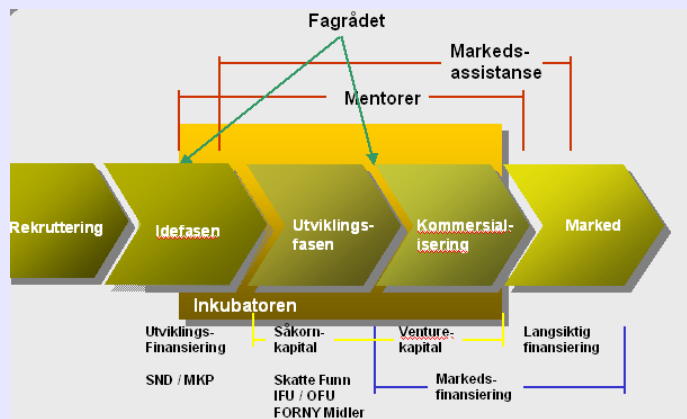 Fagrådet
Markeds-
assistanse
Mentorer
Rekruttering
Idefasen
Utviklings-
fasen
Kommersial-
isering
Marked
Inkubatoren
Utviklings-
Finansiering
SND / MKP
Såkorn-
kapital
Skatte Funn
IFU / OFU
FORNY Midler
Venture-
kapital
Markeds-
finansiering
Langsiktig
finansiering